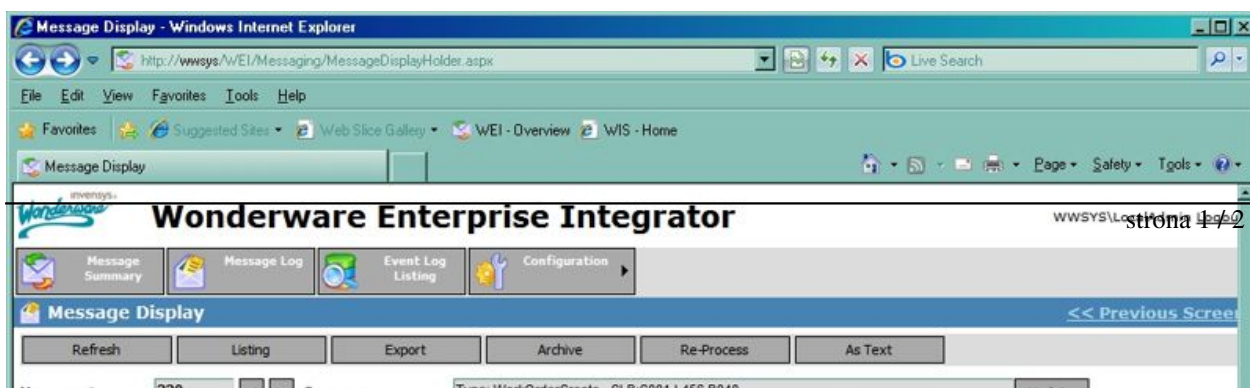 Message Display - Windows Internet Explorer
http://wwsys/WEI/Messaging/MessageDisplayHolder.aspx
Live Search
File Edit View Favorites Tools Help
Favorites Suggested Sites Web Slice Gallery WEI - Overview WIS - Home
Message Display Page Safety Tools
invensys
Wonderware
Wonderware Enterprise Integrator
WWSYS\LocalAdmin Logout
strona 1 / 2
Message Summary Message Log Event Log Listing Configuration
Message Display << Previous Screen
Refresh Listing Export Archive Re-Process As Text